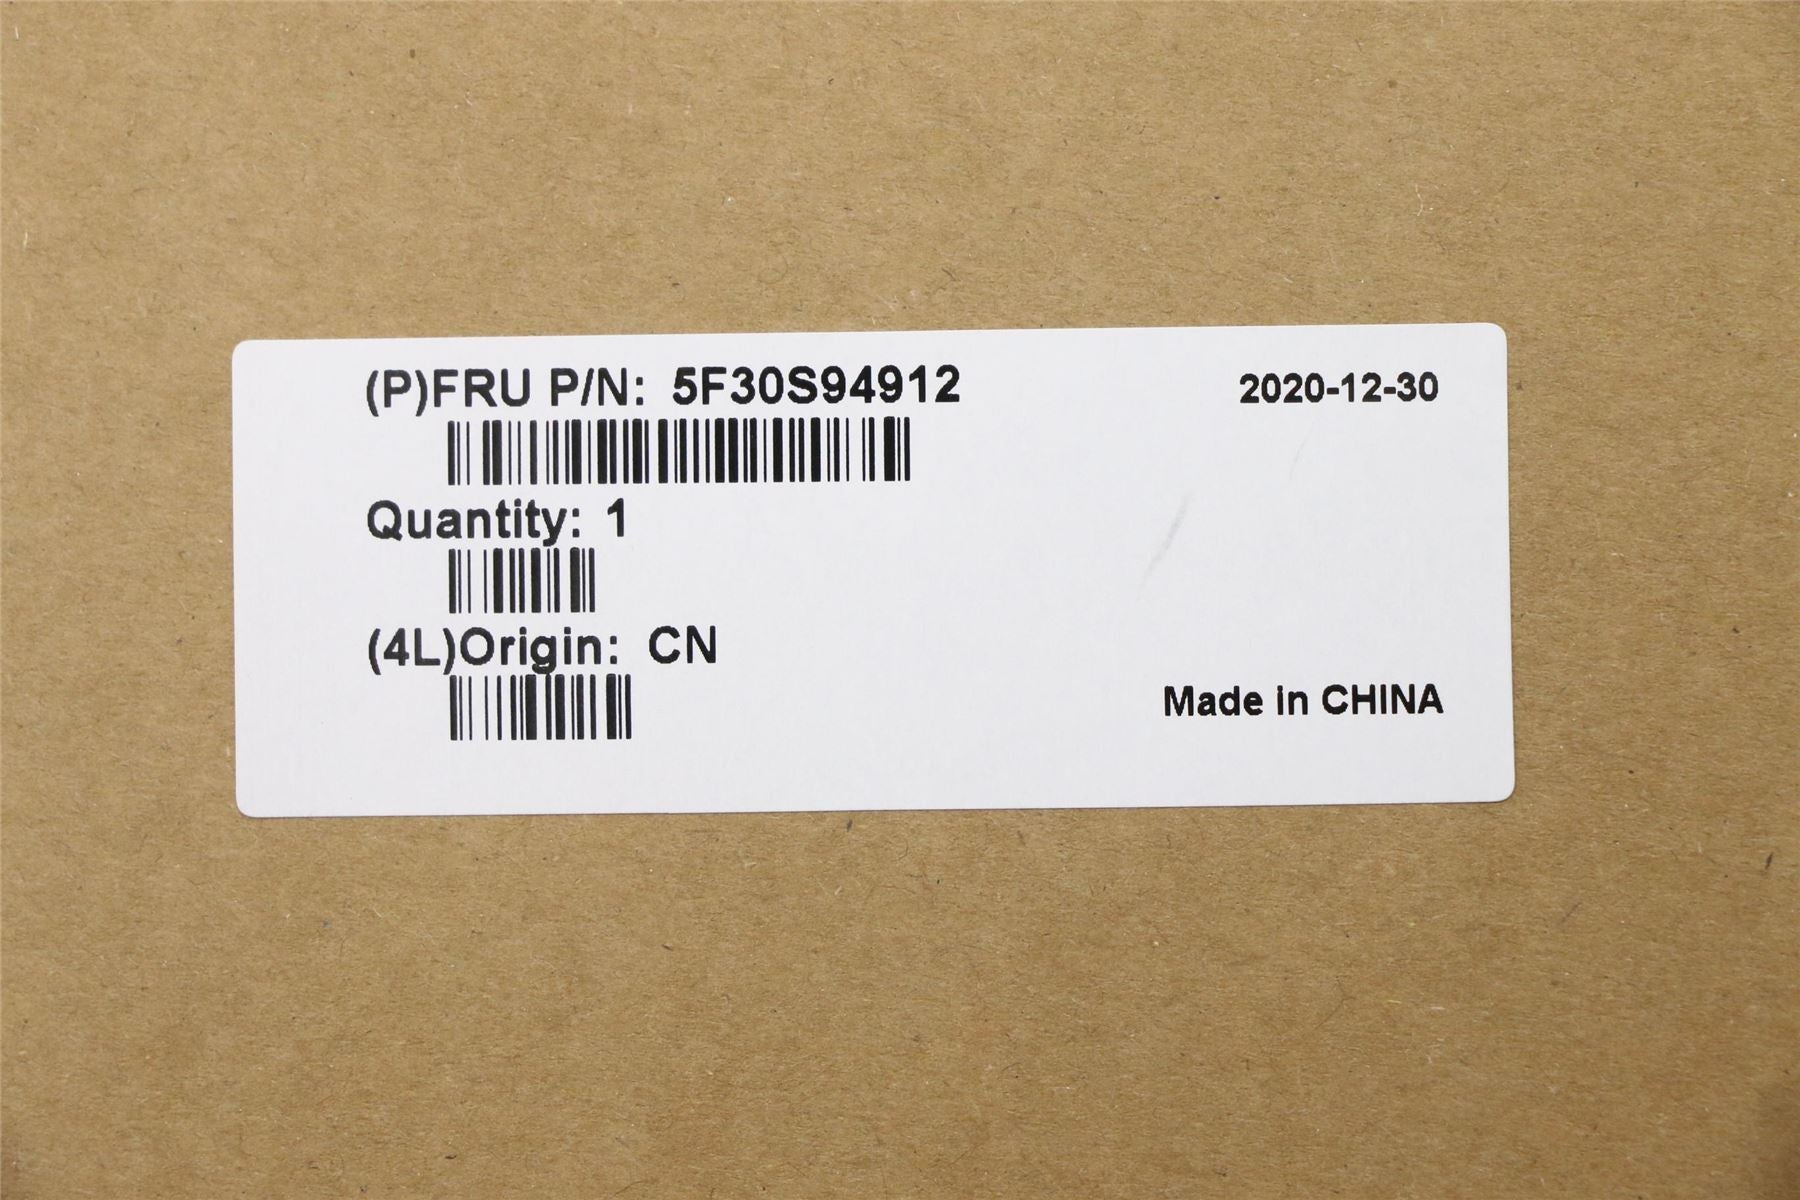 (P)FRU P/N: 5F30S94912
2020-12-30
Quantity: 1
(4L)Origin: CN
Made in CHINA